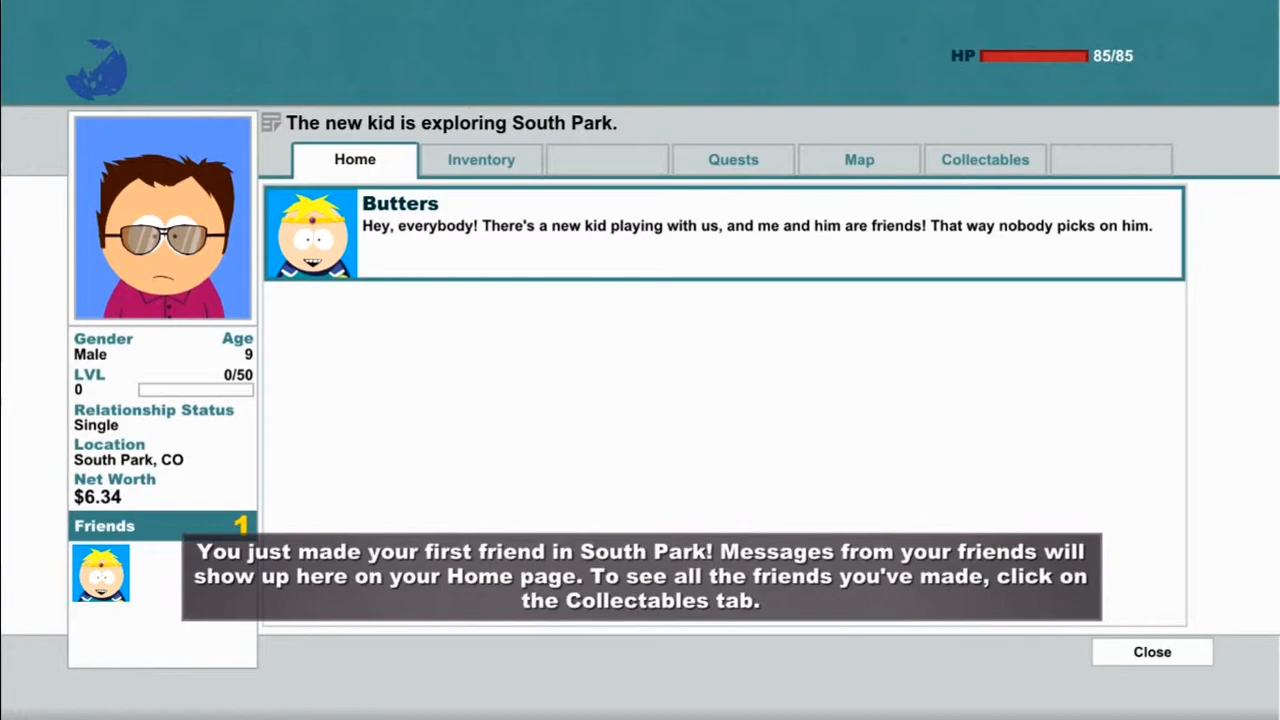 HP 85/85
The new kid is exploring South Park.
Home Inventory Quests Map Collectables
Butters
Hey, everybody! There's a new kid playing with us, and me and him are friends! That way nobody picks on him.
Gender Age
Male 9
LVL 0/50
0
Relationship Status
Single
Location
South Park, CO
Net Worth
$6.34
Friends 1
You just made your first friend in South Park! Messages from your friends will
show up here on your Home page. To see all the friends you've made, click on
the Collectables tab.
Close